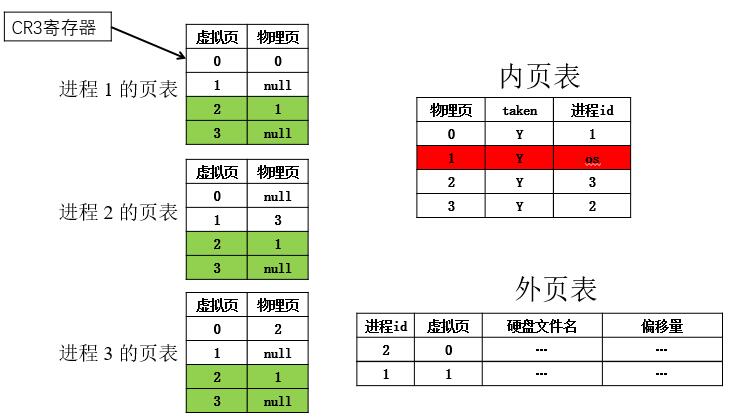 CR3寄存器
进程 1 的页表
虚拟页 物理页
0 0
1 null
2 1
3 null
进程 2 的页表
虚拟页 物理页
0 null
1 3
2 1
3 null
进程 3 的页表
虚拟页 物理页
0 2
1 null
2 1
3 null
内页表
物理页 taken 进程id
0 Y 1
1 Y os
2 Y 3
3 Y 2
外页表
进程id 虚拟页 硬盘文件名 偏移量
2 0 … …
1 1 … …